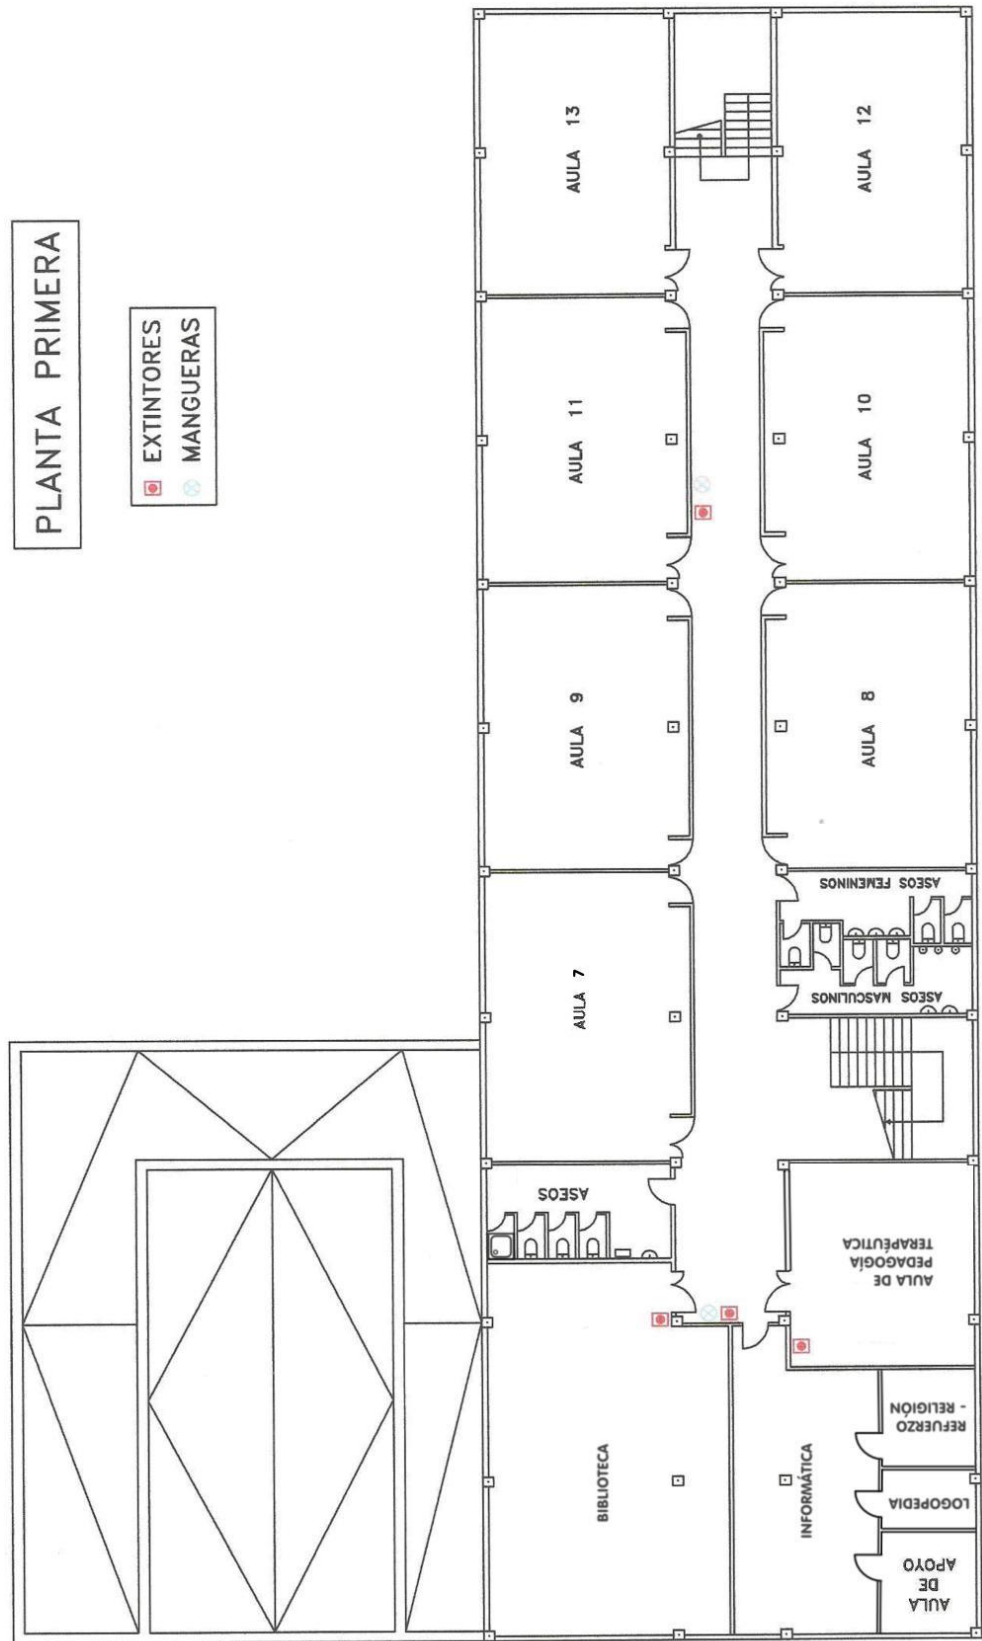 PLANTA PRIMERA
EXTINTORES
MANGUERAS
BIBLIOTECA
ASEOS
AULA 7
AULA 9
AULA 11
AULA 13
INFORMÁTICA
AULA
DE
APOYO
LOGOPEDIA
REFUERZO
- RELIGIÓN
AULA DE
PEDAGOGÍA
TERAPÉUTICA
ASEOS MASCULINOS
ASEOS FEMENINOS
AULA 8
AULA 10
AULA 12